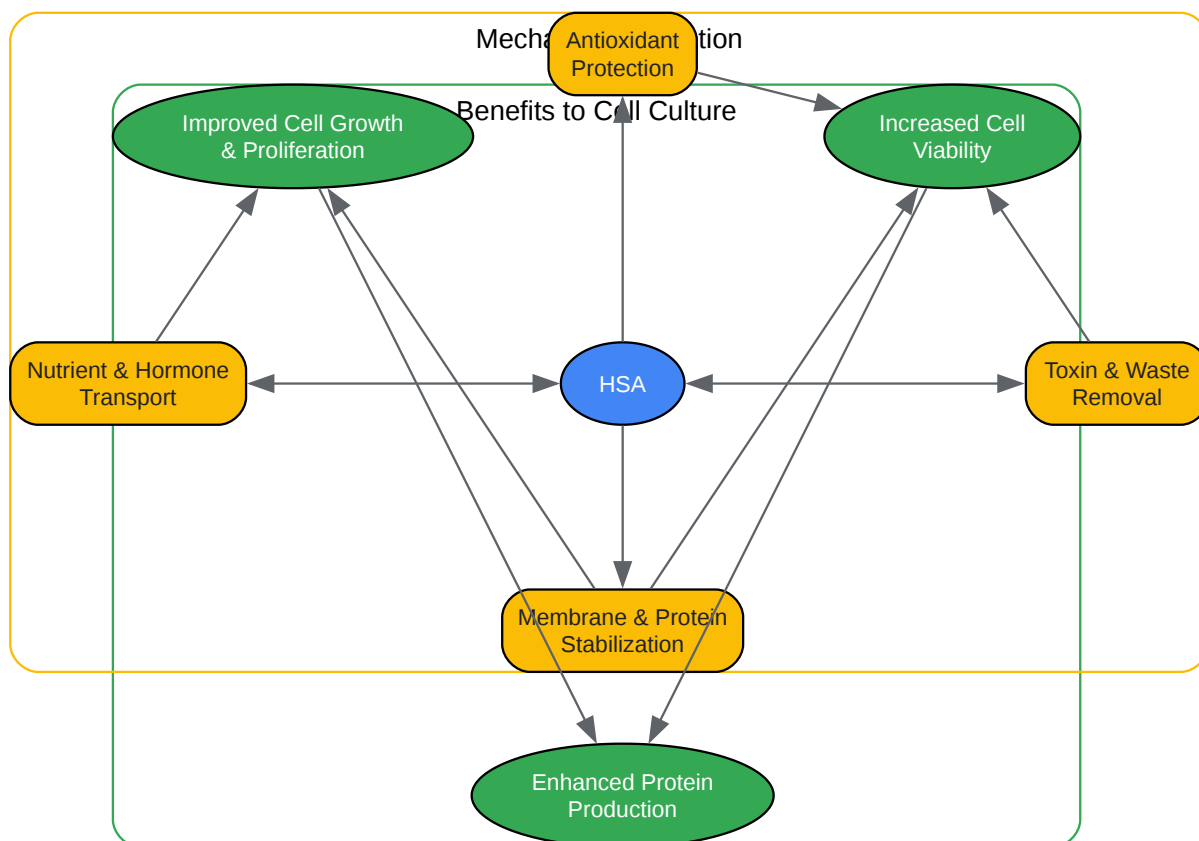 Antioxidant
Protection
Benefits to Cell Culture
Improved Cell Growth
& Proliferation
Increased Cell
Viability
Nutrient & Hormone
Transport
HSA
Toxin & Waste
Removal
Membrane & Protein
Stabilization
Enhanced Protein
Production